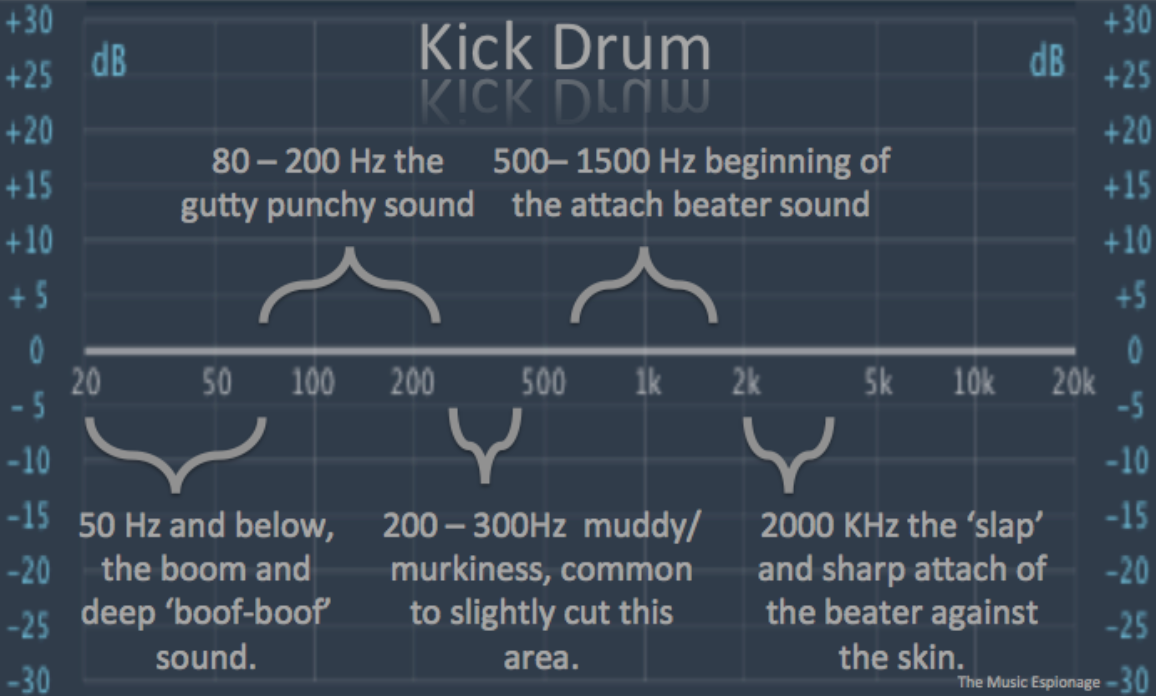 Kick Drum
dB
dB
+30
+25
+20
+15
+10
+ 5
0
- 5
-10
-15
-20
-25
-30
80 – 200 Hz the
gutty punchy sound
500– 1500 Hz beginning of
the attach beater sound
20 50 100 200 500 1k 2k 5k 10k 20k
50 Hz and below,
the boom and
deep ‘boof-boof’
sound.
200 – 300Hz muddy/
murkiness, common
to slightly cut this
area.
2000 KHz the ‘slap’
and sharp attach of
the beater against
the skin.
+30
+25
+20
+15
+10
+5
0
-5
-10
-15
-20
-25
-30
The Music Espionage